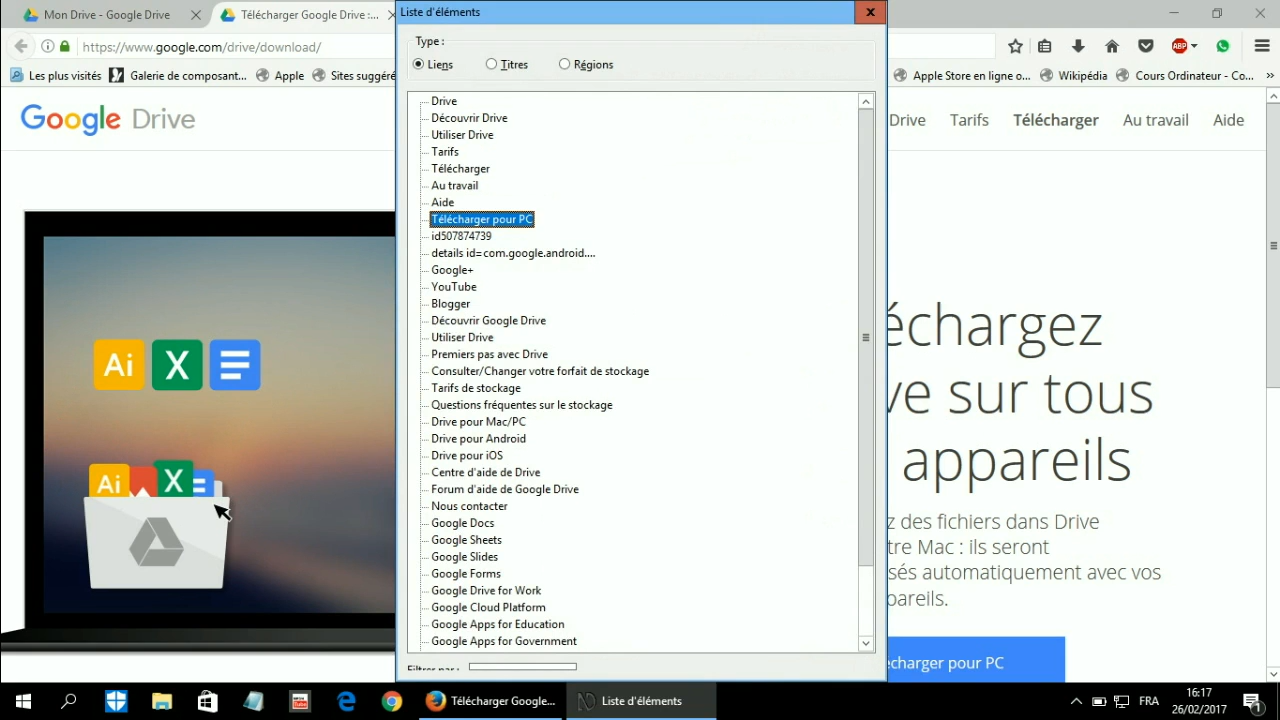 Mon Drive - Google Drive
Télécharger Google Drive :...
Liste d'éléments
https://www.google.com/drive/download/
Type :
Liens
Titres
Régions
Les plus visités
Galerie de composant...
Apple
Sites suggéré
Apple Store en ligne o...
Wikipédia
Cours Ordinateur - Co...
Google Drive
Drive
Tarifs
Télécharger
Au travail
Aide
Drive
Découvrir Drive
Utiliser Drive
Tarifs
Télécharger
Au travail
Aide
Télécharger pour PC
id507874739
details id=com.google.android....
Google+
YouTube
Blogger
Découvrir Google Drive
Utiliser Drive
Premiers pas avec Drive
Consulter/Changer votre forfait de stockage
Tarifs de stockage
Questions fréquentes sur le stockage
Drive pour Mac/PC
Drive pour Android
Drive pour iOS
Centre d'aide de Drive
Forum d'aide de Google Drive
Nous contacter
Google Docs
Google Sheets
Google Slides
Google Forms
Google Drive for Work
Google Cloud Platform
Google Apps for Education
Google Apps for Government
Filtrer par :
Ai
X
Ai
X
échargez
ve sur tous
appareils
z des fichiers dans Drive
tre Mac : ils seront
sés automatiquement avec vos
pareils.
écharger pour PC
Télécharger Google...
Liste d'éléments
FRA
16:17
26/02/2017
1